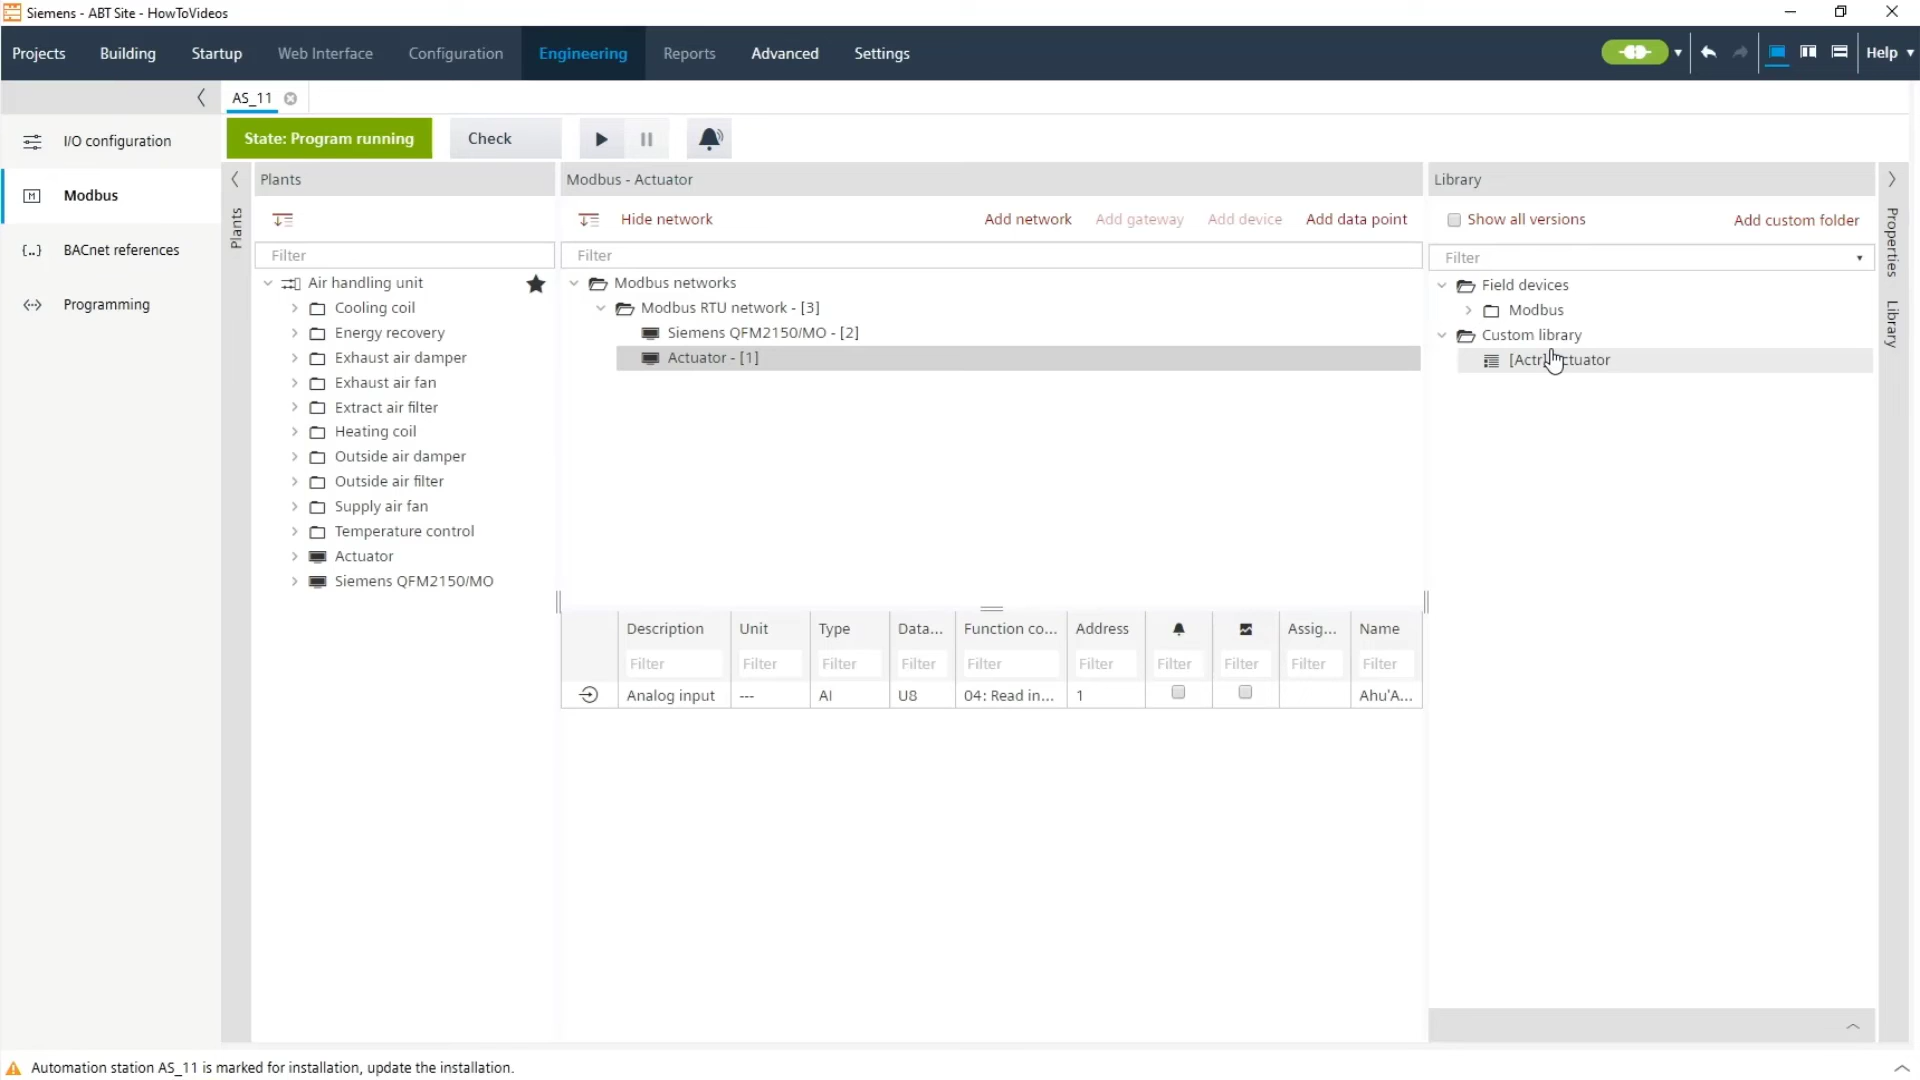 Siemens - ABT Site - HowToVideos
Projects Building Startup Web Interface Configuration Engineering Reports Advanced Settings Help
AS_11
I/O configuration
Modbus
BACnet references
Programming
State: Program running Check
Plants
Plants
Filter
Air handling unit
Cooling coil
Energy recovery
Exhaust air damper
Exhaust air fan
Extract air filter
Heating coil
Outside air damper
Outside air filter
Supply air fan
Temperature control
Actuator
Siemens QFM2150/MO
Modbus - Actuator
Hide network Add network Add gateway Add device Add data point
Filter
Modbus networks
Modbus RTU network - [3]
Siemens QFM2150/MO - [2]
Actuator - [1]
Description Unit Type Data... Function co... Address Assig... Name
Filter Filter Filter Filter Filter Filter Filter Filter Filter Filter
Analog input --- AI U8 04: Read in... 1 Ahu'A...
Library
Show all versions Add custom folder
Filter
Field devices
Modbus
Custom library
[Actr] ctuator
Properties
Library
Automation station AS_11 is marked for installation, update the installation.